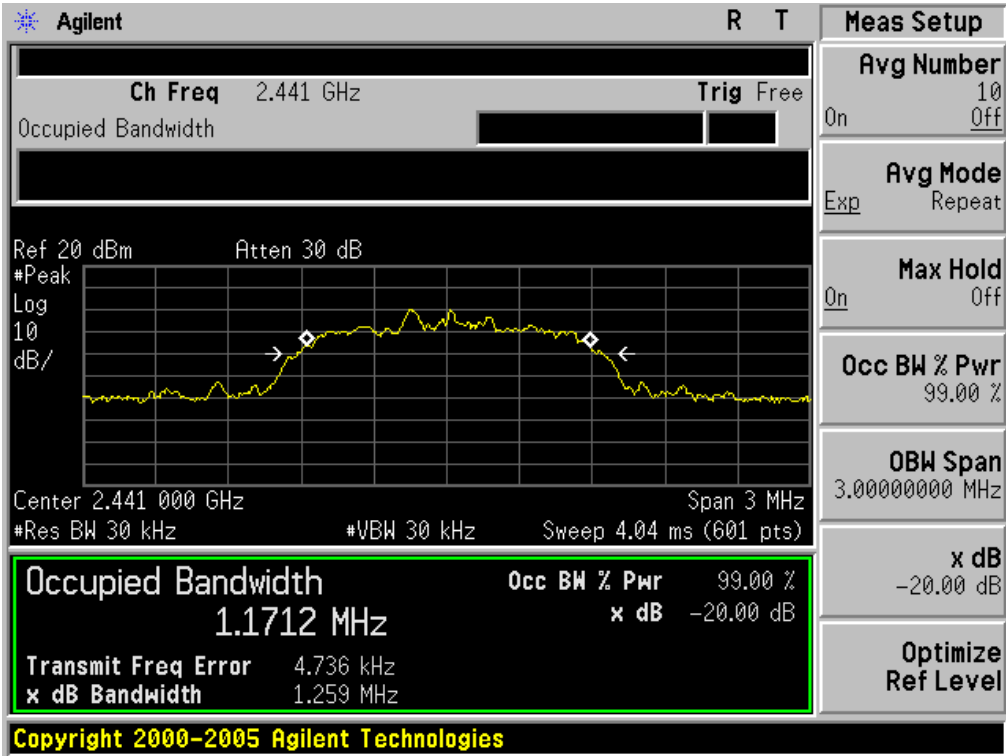 Agilent R T
Ch Freq 2.441 GHz Trig Free
Occupied Bandwidth
Ref 20 dBm Atten 30 dB
#Peak
Log
10
dB/
Center 2.441 000 GHz Span 3 MHz
#Res BW 30 kHz #VBW 30 kHz Sweep 4.04 ms (601 pts)
Occupied Bandwidth
1.1712 MHz
Occ BW % Pwr 99.00 %
x dB -20.00 dB
Transmit Freq Error 4.736 kHz
x dB Bandwidth 1.259 MHz
Copyright 2000-2005 Agilent Technologies
Meas Setup
Avg Number
10
On Off
Avg Mode
Exp Repeat
Max Hold
On Off
Occ BW % Pwr
99.00 %
OBW Span
3.00000000 MHz
x dB
-20.00 dB
Optimize
Ref Level